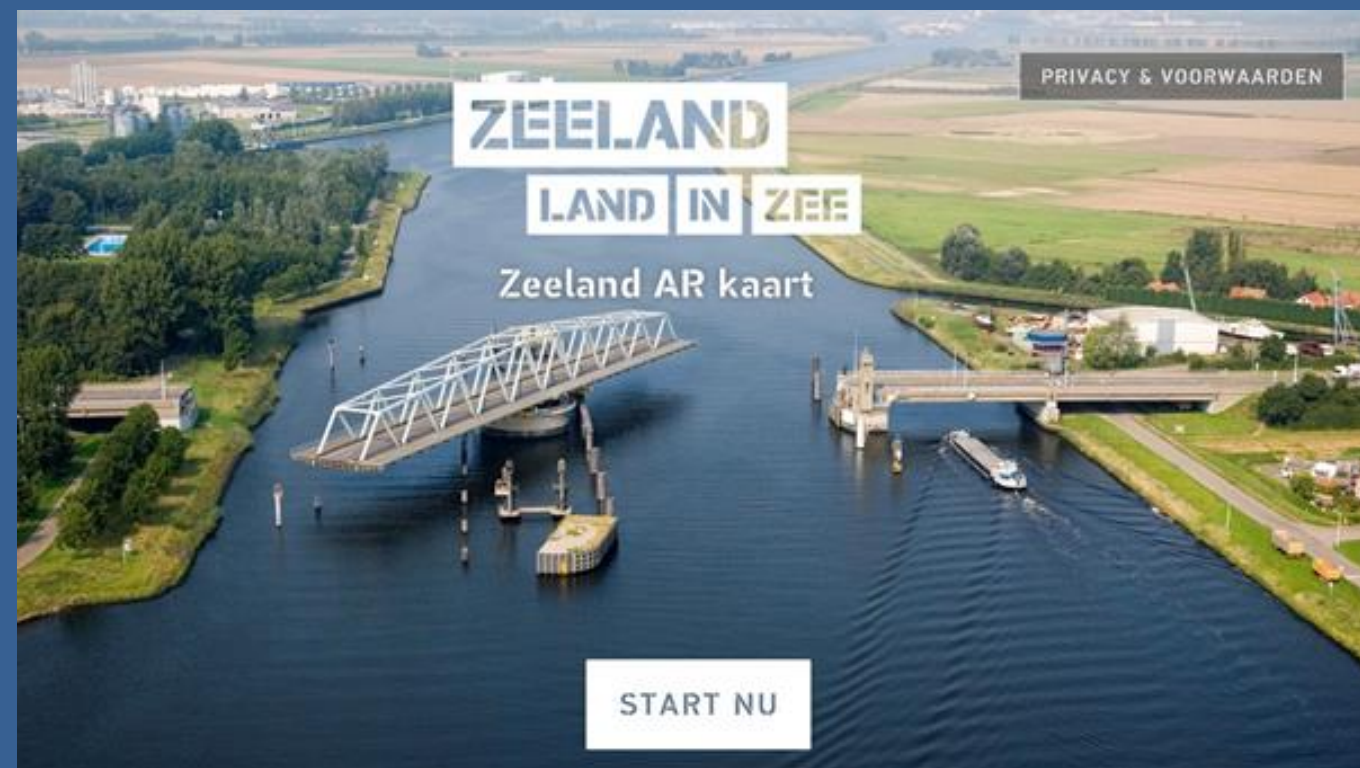 PRIVACY & VOORWAARDEN
ZEELAND
LAND IN ZEE
Zeeland AR kaart
START NU